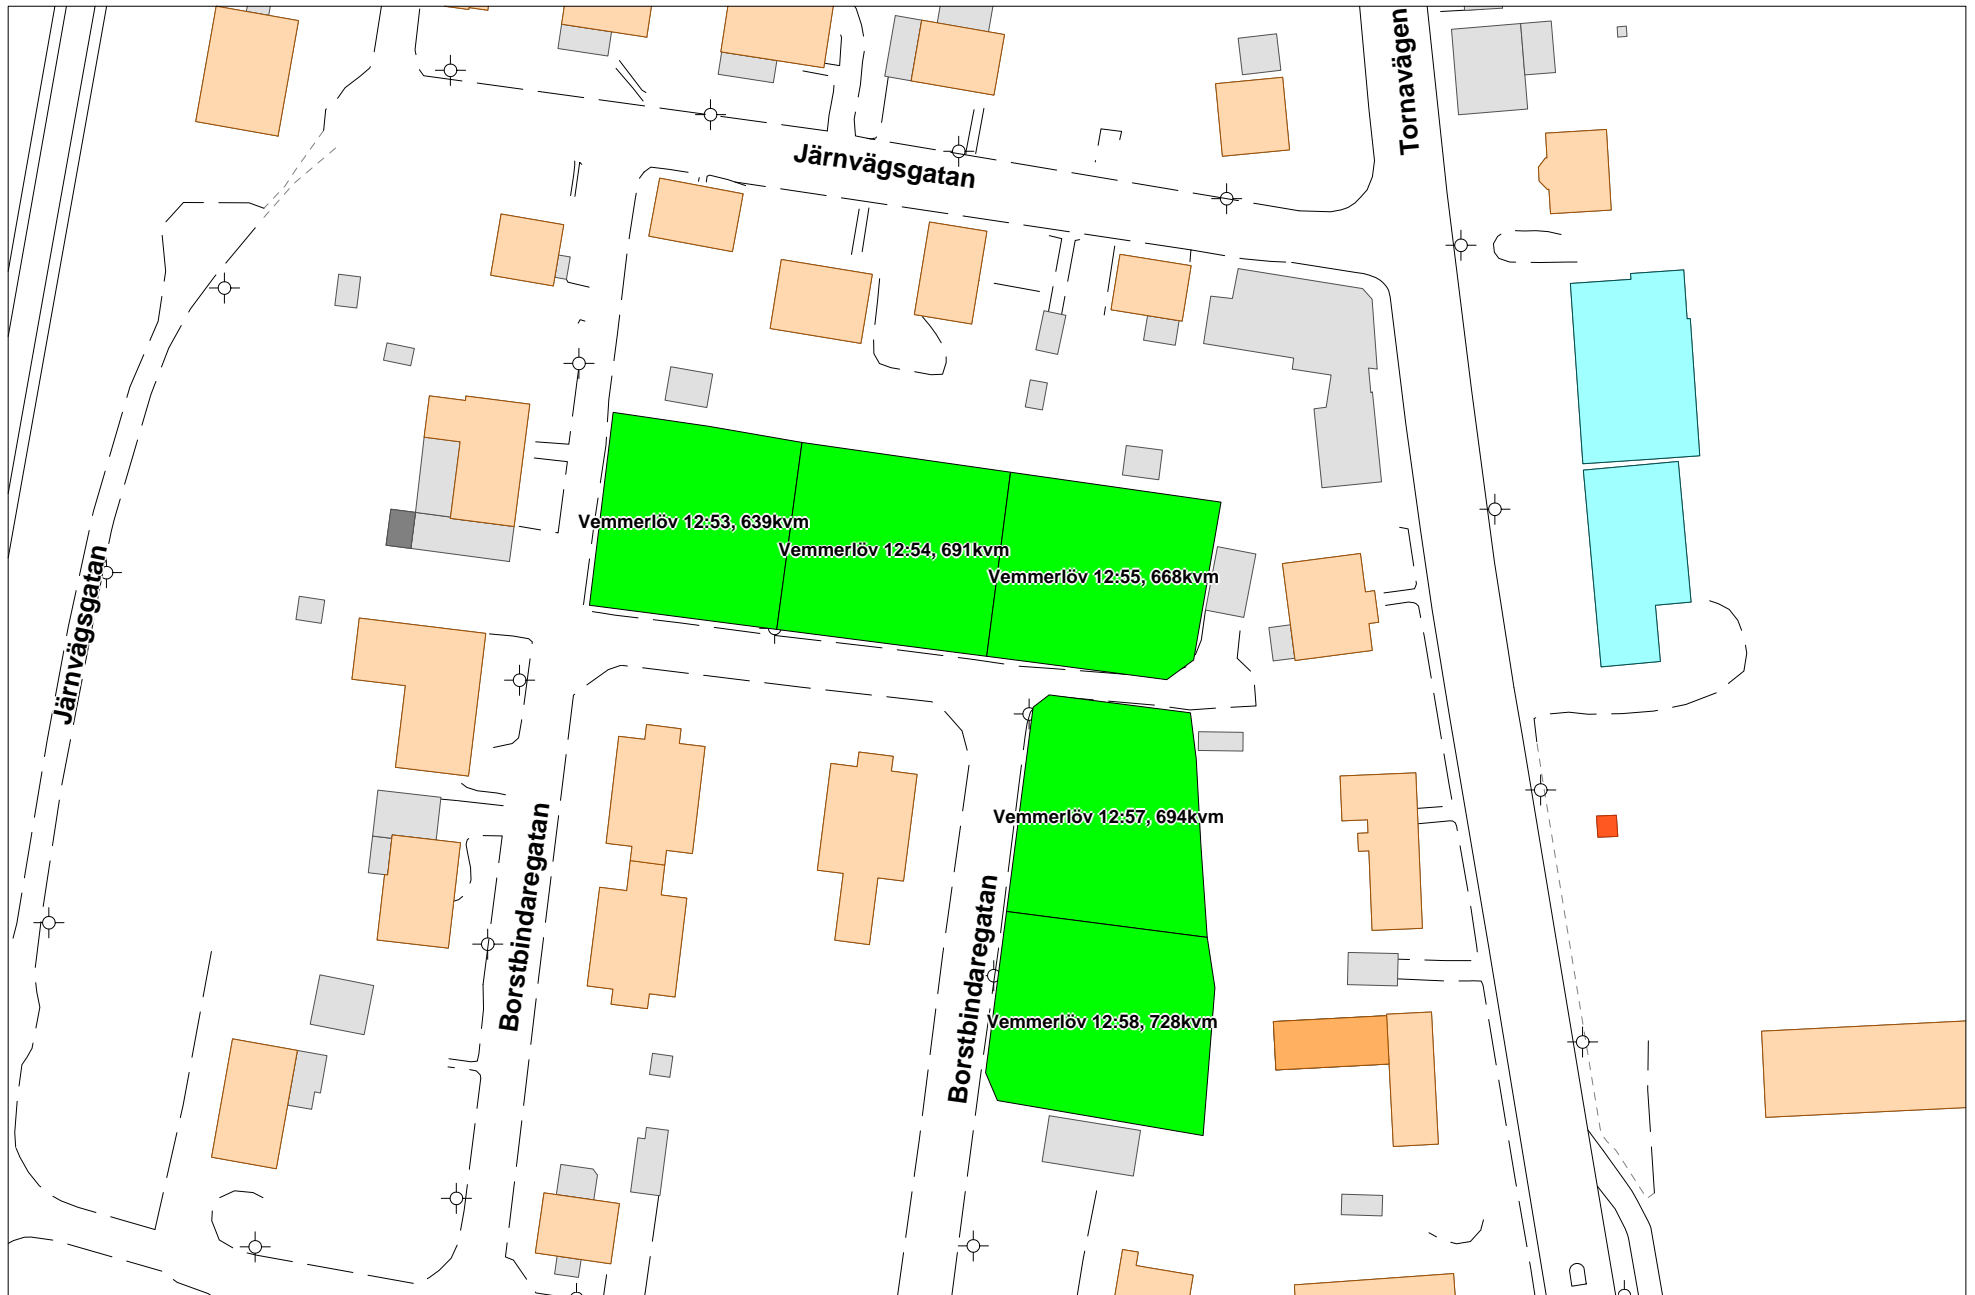 Tornavägen
Järnvägsgatan
Vemmerlöv 12:53, 639kvm
Vemmerlöv 12:54, 691kvm
Vemmerlöv 12:55, 668kvm
Järnvägsgatan
Vemmerlöv 12:57, 694kvm
Borstbindaregatan
Borstbindaregatan
Vemmerlöv 12:58, 728kvm